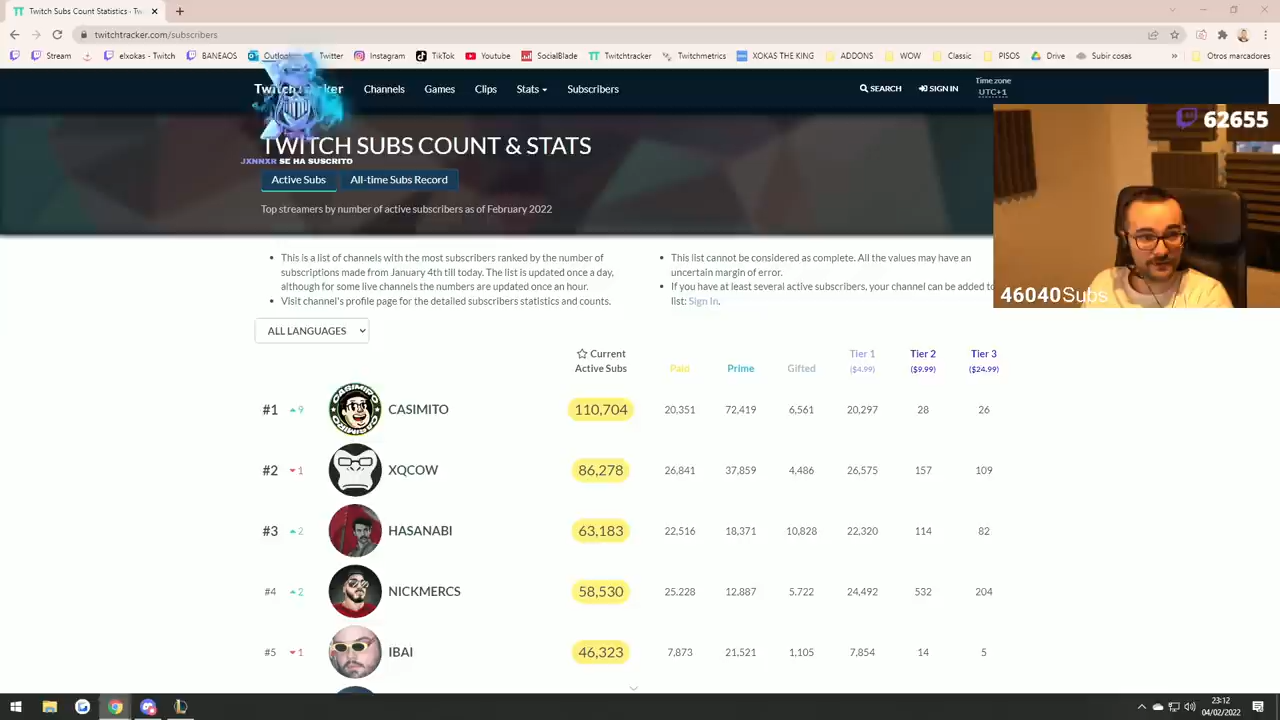 Twitch Subs Count Statistics - Tw
twitchtracker.com/subscribers
Stream
elxokas - Twitch
BANEAOS
Outlook
Twitter
Instagram
TikTok
Youtube
SocialBlade
Twitchtracker
Twitchmetrics
XOKAS THE KING
ADDONS
WOW
Classic
PISOS
Drive
Subir cosas
»
Otros marcadores
Channels
Games
Clips
Stats
Subscribers
SEARCH
SIGN IN
Time zone
UTC+1
62655
TWITCH SUBS COUNT & STATS
JXNNXR SE HA SUSCRITO
Active Subs
All-time Subs Record
Top streamers by number of active subscribers as of February 2022
This is a list of channels with the most subscribers ranked by the number of
subscriptions made from January 4th till today. The list is updated once a day,
although for some live channels the numbers are updated once an hour.
Visit channel's profile page for the detailed subscribers statistics and counts.
This list cannot be considered as complete. All the values may have an
uncertain margin of error.
If you have at least several active subscribers, your channel can be added to
list: Sign In.
46040Subs
ALL LANGUAGES
Current
Active Subs
Paid
Prime
Gifted
Tier 1
($4.99)
Tier 2
($9.99)
Tier 3
($24.99)
#1 9 CASIMITO 110,704 20,351 72,419 6,561 20,297 28 26
#2 1 XQCOW 86,278 26,841 37,859 4,486 26,575 157 109
#3 2 HASANABI 63,183 22,516 18,371 10,828 22,320 114 82
#4 2 NICKMERCS 58,530 25,228 12,887 5,722 24,492 532 204
#5 1 IBAI 46,323 7,873 21,521 1,105 7,854 14 5
23:12
04/02/2022